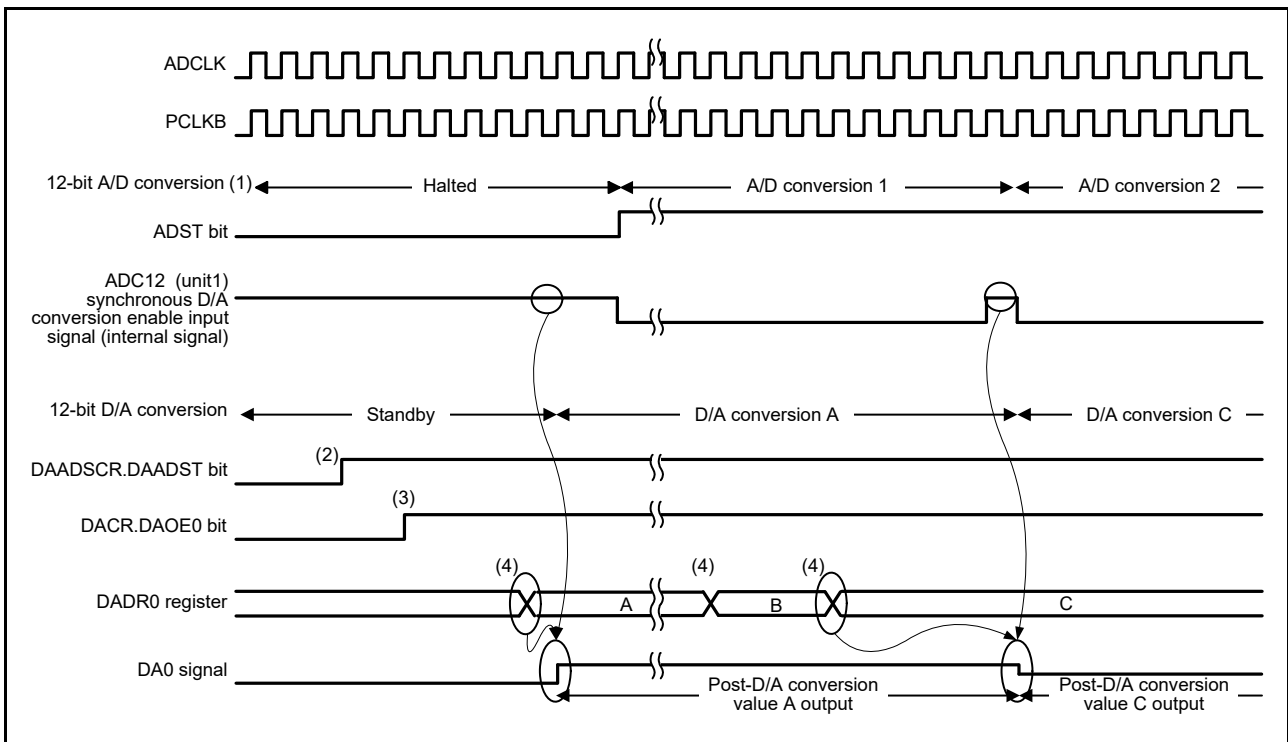 ADCLK
PCLKB
12-bit A/D conversion (1)
Halted
A/D conversion 1
A/D conversion 2
ADST bit
ADC12 (unit1)
synchronous D/A
conversion enable input
signal (internal signal)
12-bit D/A conversion
Standby
D/A conversion A
D/A conversion C
DAADSCR.DAADST bit
(2)
DACR.DAOE0 bit
(3)
(4)
(4)
(4)
DADR0 register
A
B
C
DA0 signal
Post-D/A conversion
value A output
Post-D/A conversion
value C output